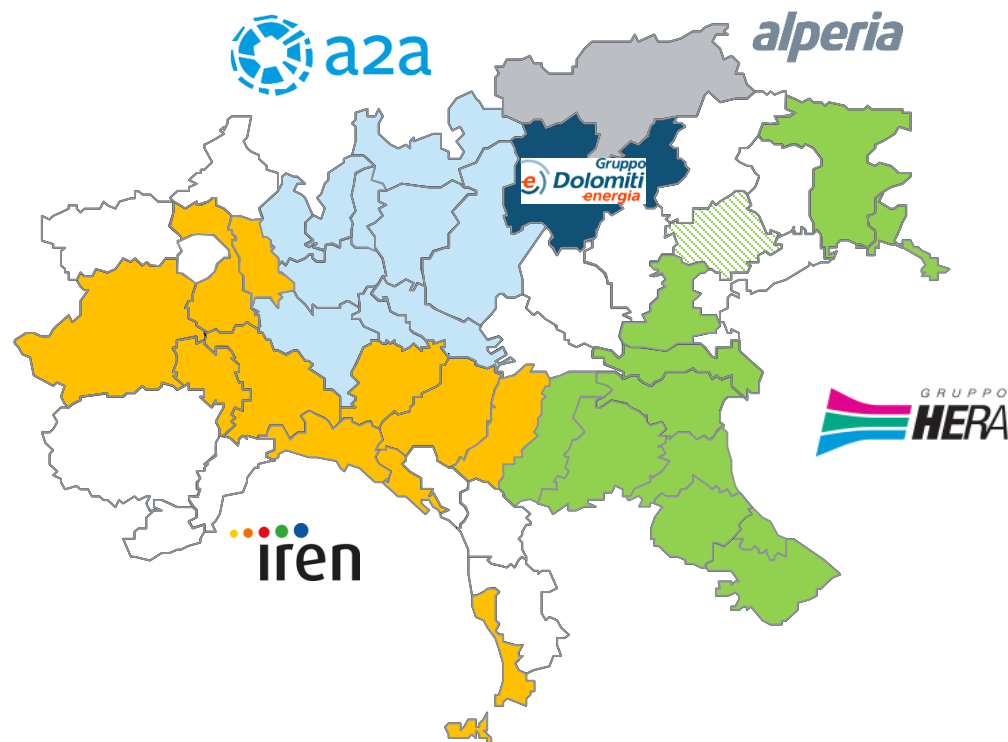 alperia
a2a
Gruppo
Dolomiti
energia
GRUPPO
HERA
iren